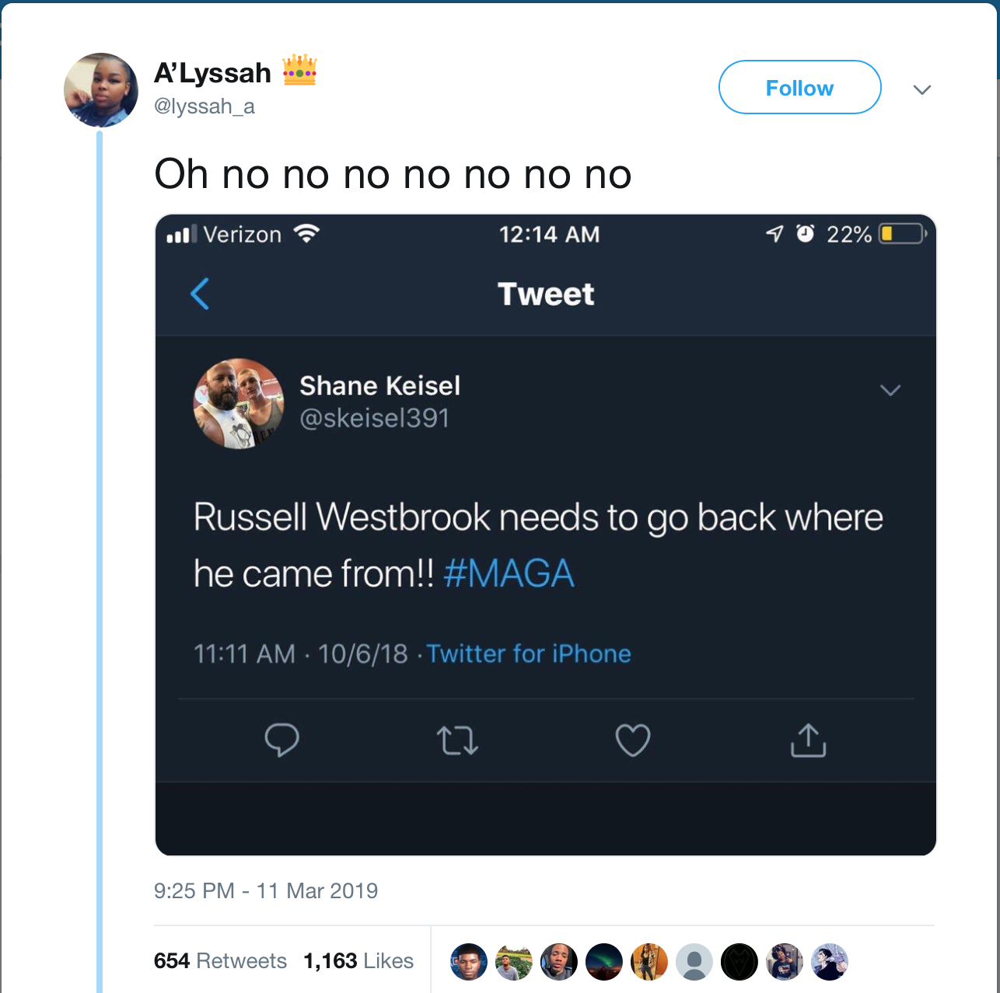 A’Lyssah 👑
@lyssah_a
Follow
Oh no no no no no no no
Verizon 12:14 AM 22%
Tweet
Shane Keisel
@skeisel391
Russell Westbrook needs to go back where
he came from!! #MAGA
11:11 AM · 10/6/18 · Twitter for iPhone
9:25 PM - 11 Mar 2019
654 Retweets 1,163 Likes